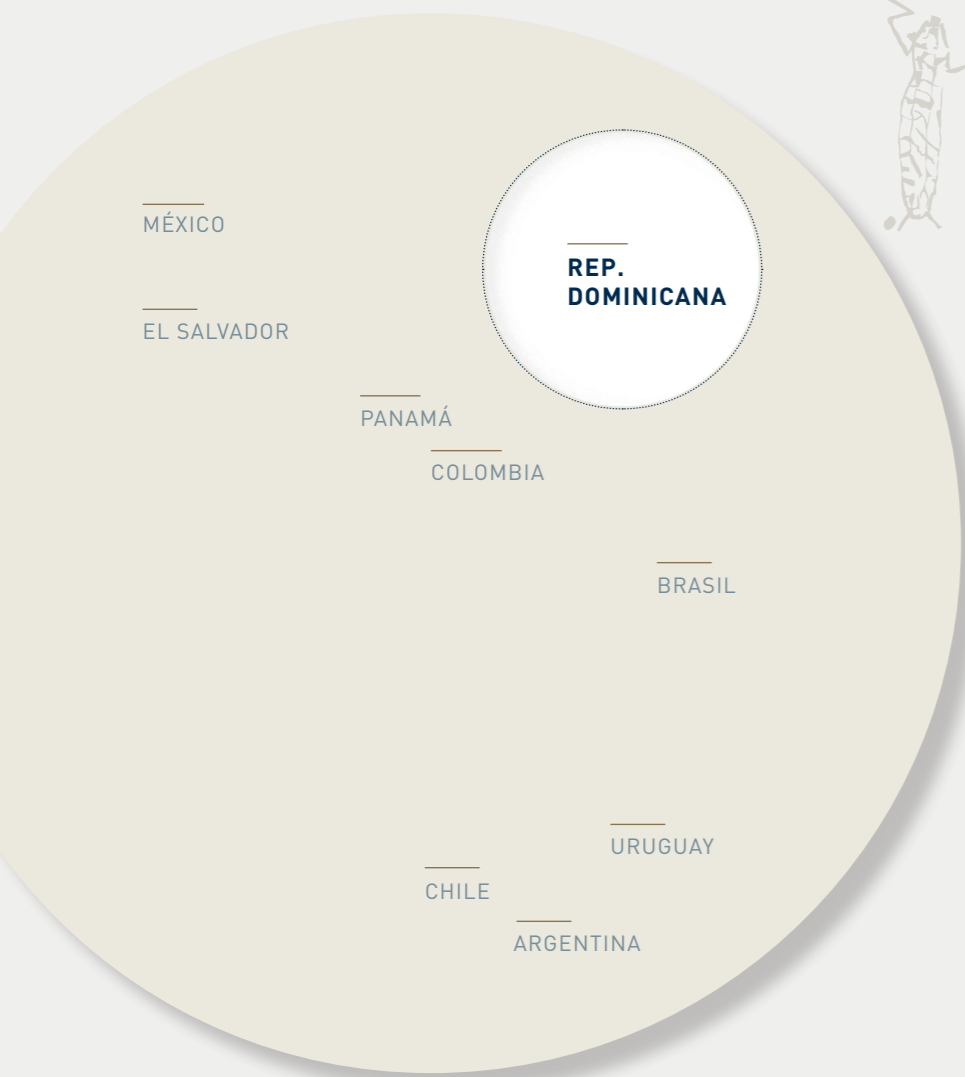 MÉXICO
REP.
DOMINICANA
EL SALVADOR
PANAMÁ
COLOMBIA
BRASIL
URUGUAY
CHILE
ARGENTINA